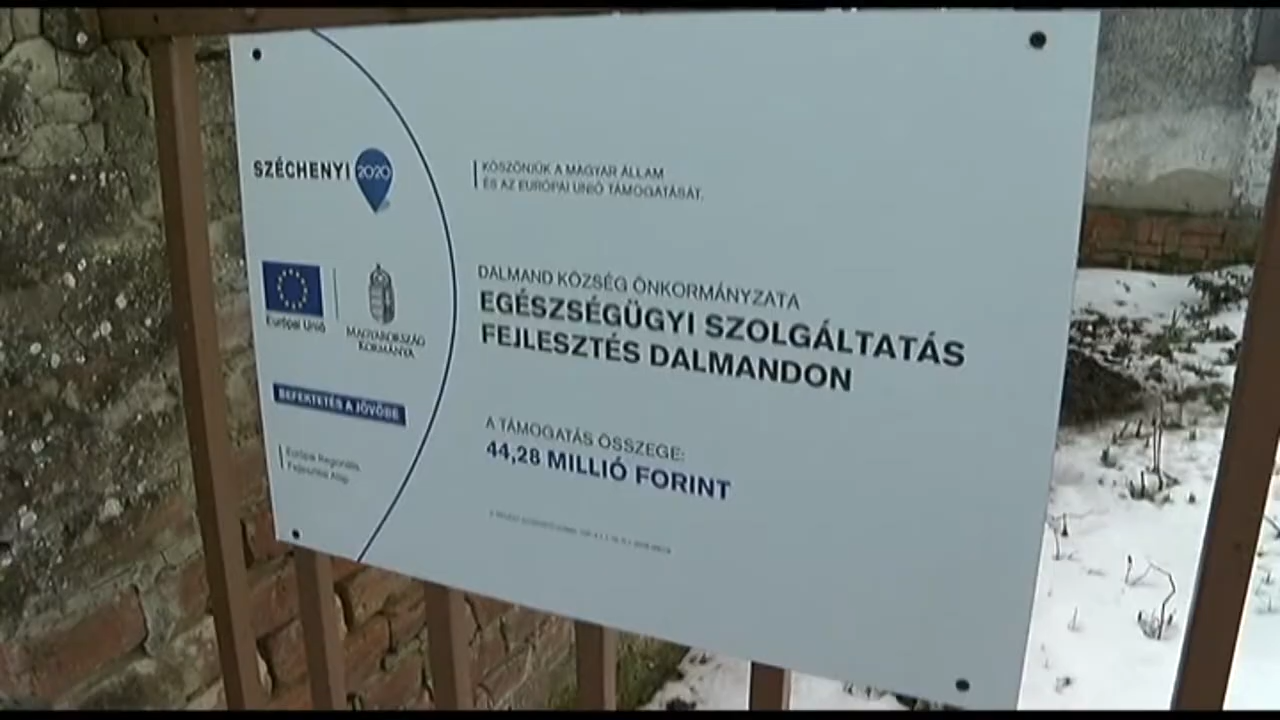 SZÉCHENYI 2020
KÖSZÖNJÜK A MAGYAR ÁLLAM
ÉS AZ EURÓPAI UNIÓ TÁMOGATÁSÁT.
Európai Unió
MAGYARORSZÁG
KORMÁNYA
DALMAND KÖZSÉG ÖNKORMÁNYZATA
EGÉSZSÉGÜGYI SZOLGÁLTATÁS
FEJLESZTÉS DALMANDON
BEFEKTETÉS A JÖVŐBE
Európai Regionális
Fejlesztési Alap
A TÁMOGATÁS ÖSSZEGE:
44,28 MILLIÓ FORINT